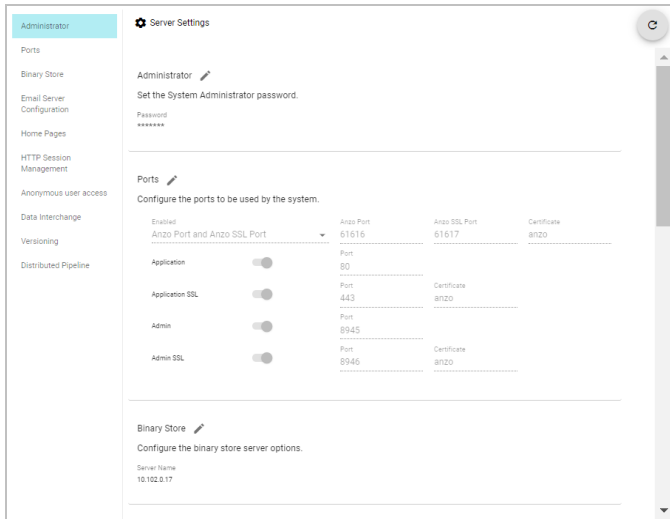 Administrator
Ports
Binary Store
Email Server
Configuration
Home Pages
HTTP Session
Management
Anonymous user access
Data Interchange
Versioning
Distributed Pipeline
Server Settings
Administrator
Set the System Administrator password.
Password
*******
Ports
Configure the ports to be used by the system.
Enabled Anzo Port Anzo SSL Port Certificate
Anzo Port and Anzo SSL Port 61616 61617 anzo
Port
Application 80
Port Certificate
Application SSL 443 anzo
Port
Admin 8945
Port Certificate
Admin SSL 8946 anzo
Binary Store
Configure the binary store server options.
Server Name
10.102.0.17